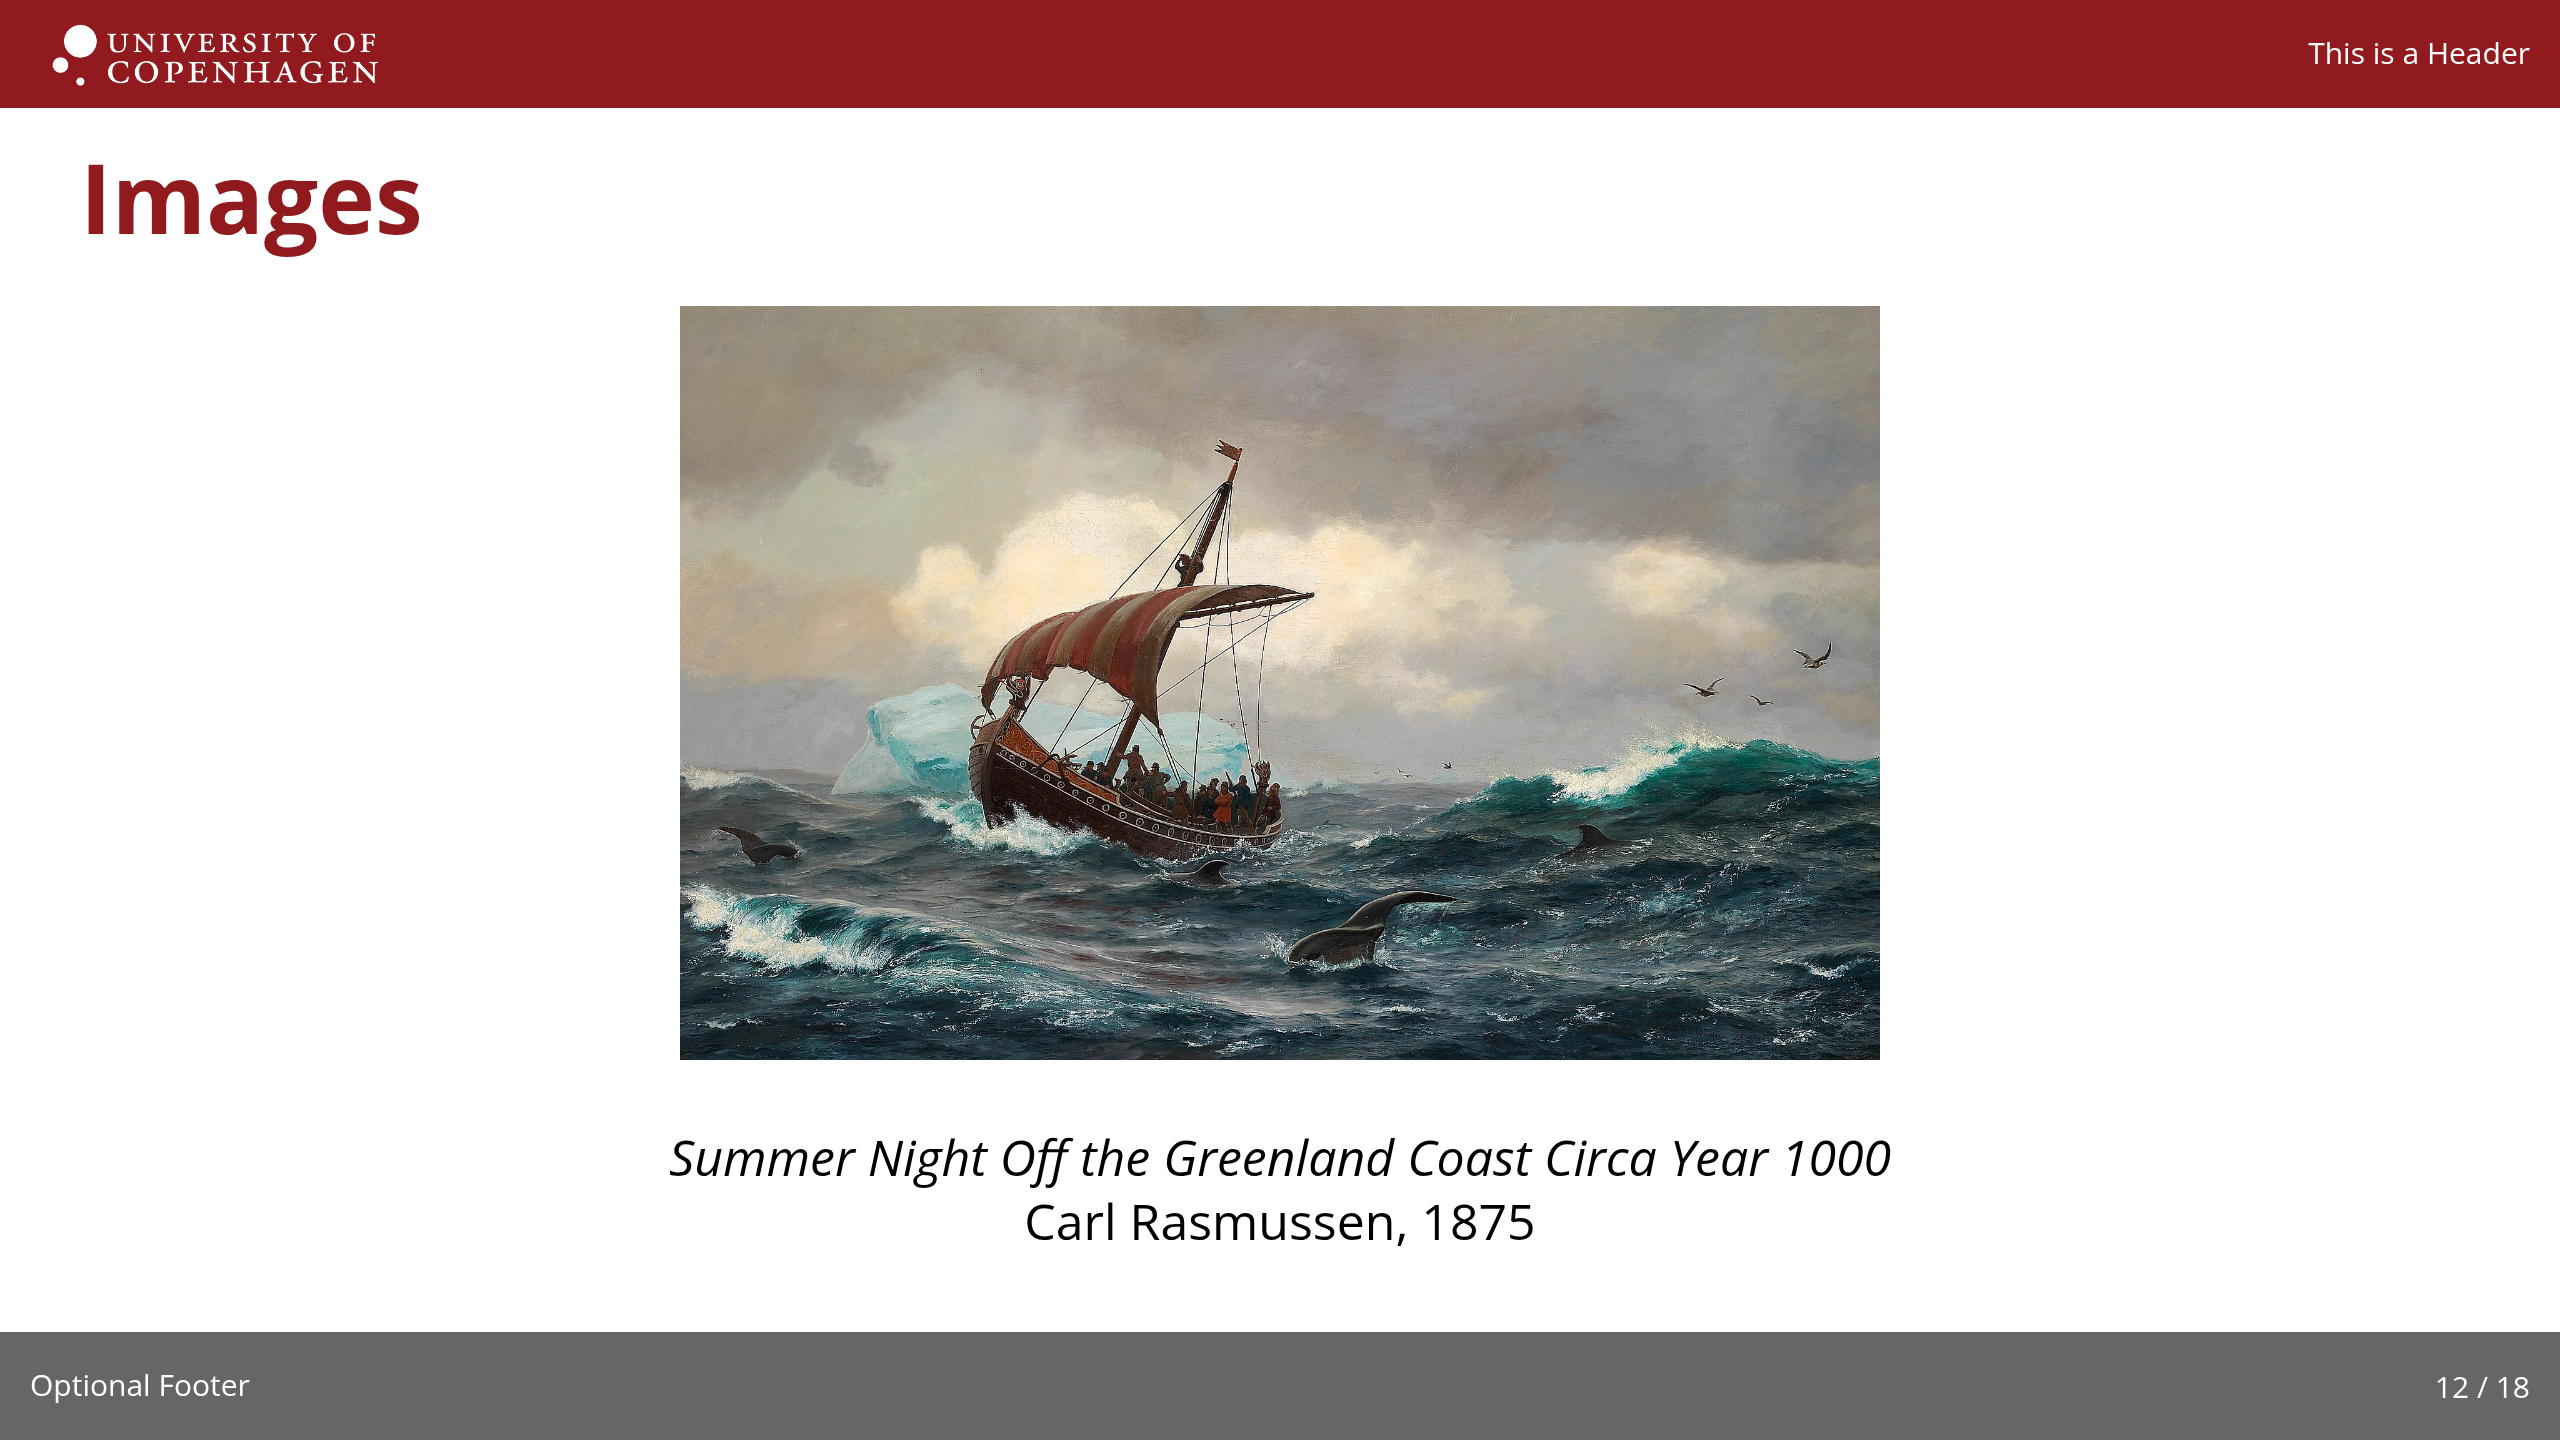 UNIVERSITY OF
COPENHAGEN
This is a Header
Images
Summer Night Off the Greenland Coast Circa Year 1000
Carl Rasmussen, 1875
Optional Footer
12 / 18